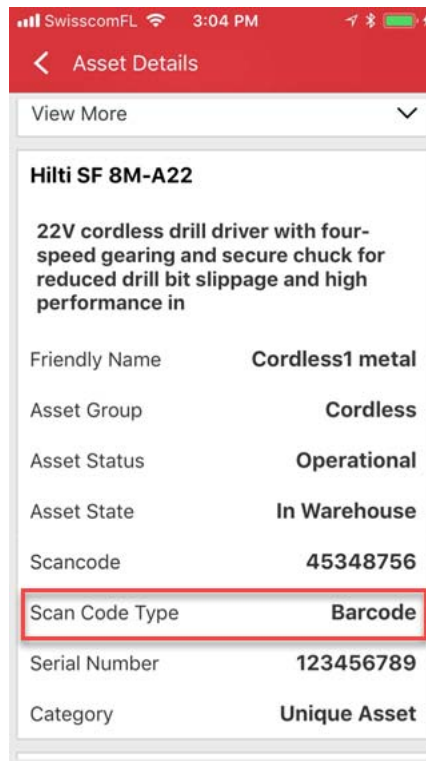 SwisscomFL 3:04 PM
Asset Details
View More
Hilti SF 8M-A22
22V cordless drill driver with four-
speed gearing and secure chuck for
reduced drill bit slippage and high
performance in
Friendly Name Cordless1 metal
Asset Group Cordless
Asset Status Operational
Asset State In Warehouse
Scancode 45348756
Scan Code Type Barcode
Serial Number 123456789
Category Unique Asset